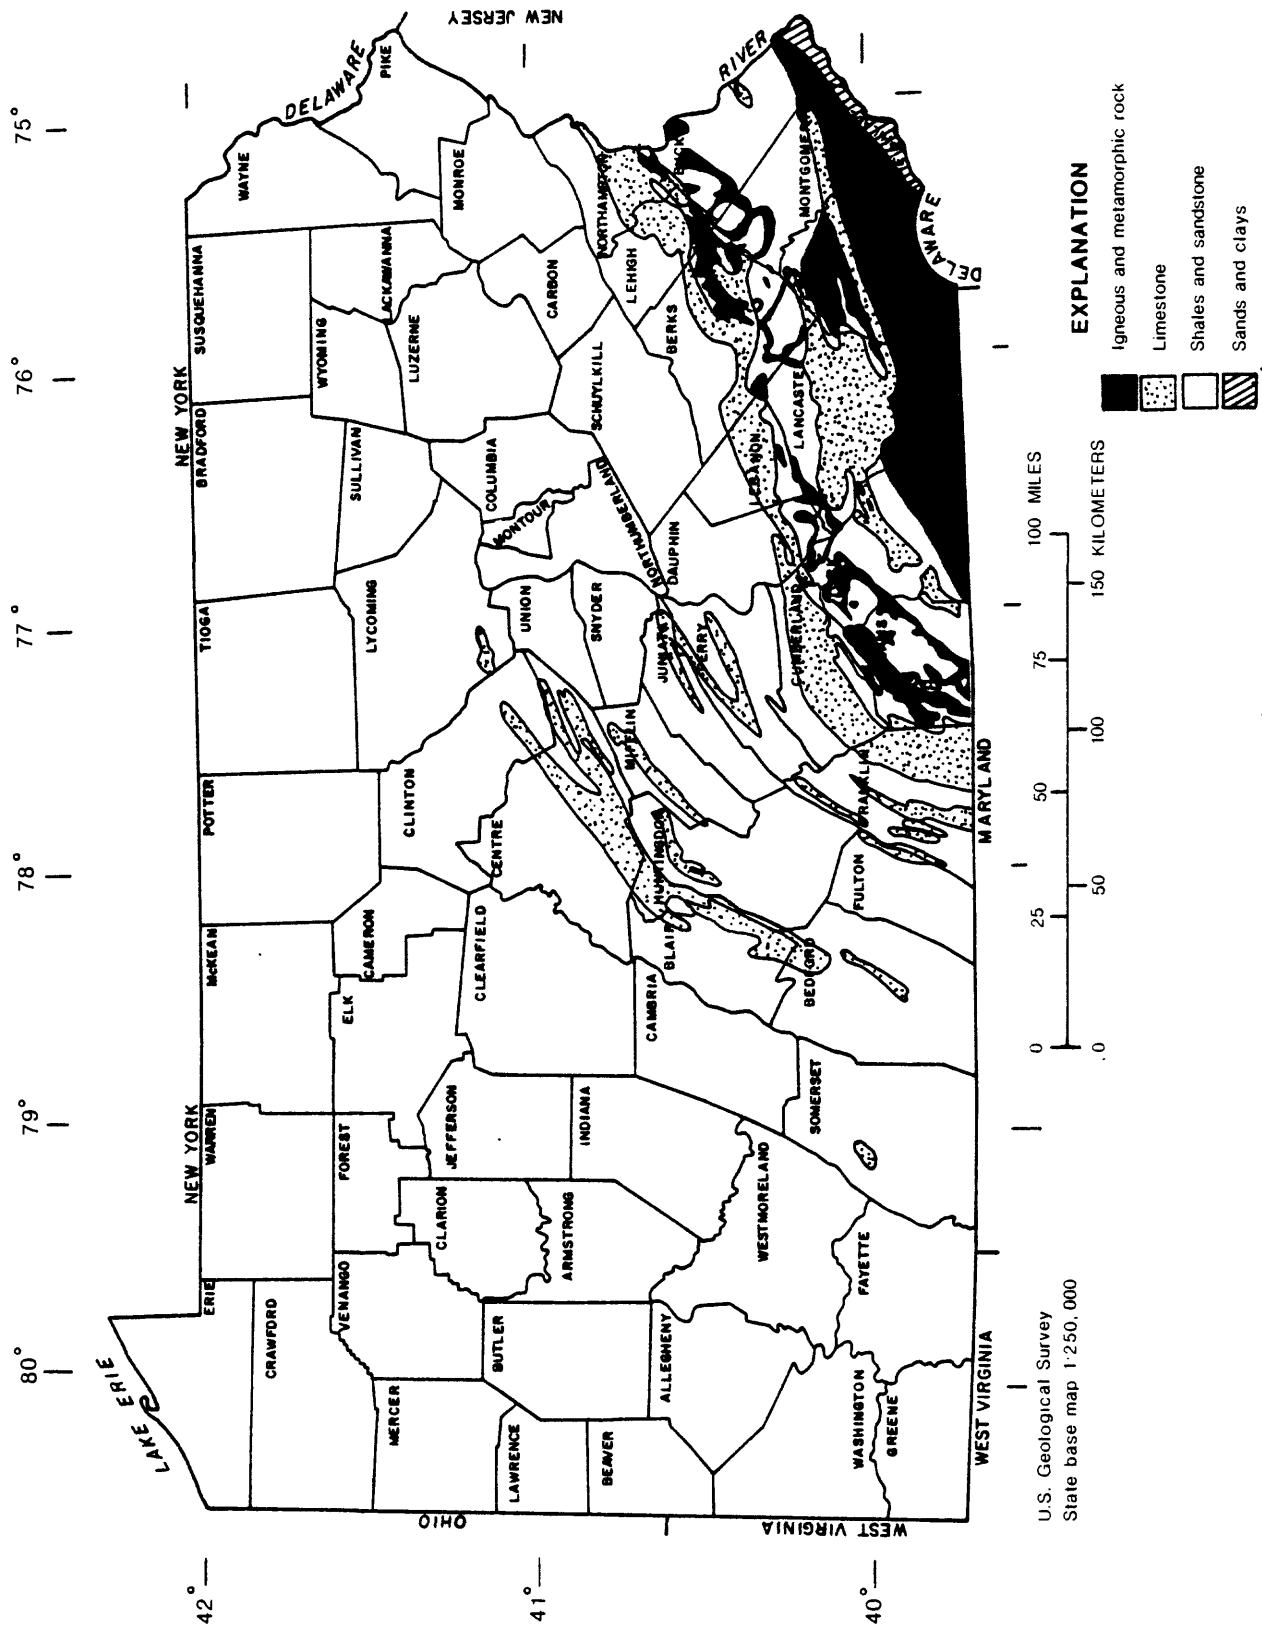 80°
79°
78°
77°
76°
75°
LAKE ERIE
NEW YORK
NEW YORK
42°
ERIE
WARREN
McKEAN
POTTER
TIOGA
BRADFORD
SUSQUEHANNA
WAYNE
CRAWFORD
DELAWARE
PIKE
WYOMING
VENANGO
FOREST
ELK
CAMERON
SULLIVAN
LACKAWANNA
MERCER
CLINTON
LYCOMING
LUZERNE
CLARION
JEFFERSON
MONROE
OHIO
CLEARFIELD
CENTRE
COLUMBIA
BUTLER
LAWRENCE
MONTOUR
UNION
NEW JERSEY
41°
ARMSTRONG
INDIANA
CARBON
SNYDER
SCHUYLKILL
NORTHAMPTON
BEAVER
LEHIGH
MIFFLIN
NORTHUMBERLAND
ALLEGHENY
CAMBRIA
BLAIR
HUNTINGDON
JUNIATA
DAUPHIN
BERKS
PERRY
RIVER
LEBANON
WESTMORELAND
CUMBERLAND
LANCASTE
MONTGOMER
SOMERSET
BEDFORD
WASHINGTON
FAYETTE
FULTON
FRANKLIN
GREENE
WEST VIRGINIA
40°
DELAWARE
WEST VIRGINIA
MARYLAND
U.S. Geological Survey
State base map 1:250,000
0 25 50 75 100 MILES
0 50 100 150 KILOMETERS
EXPLANATION
Igneous and metamorphic rock
Limestone
Shales and sandstone
Sands and clays